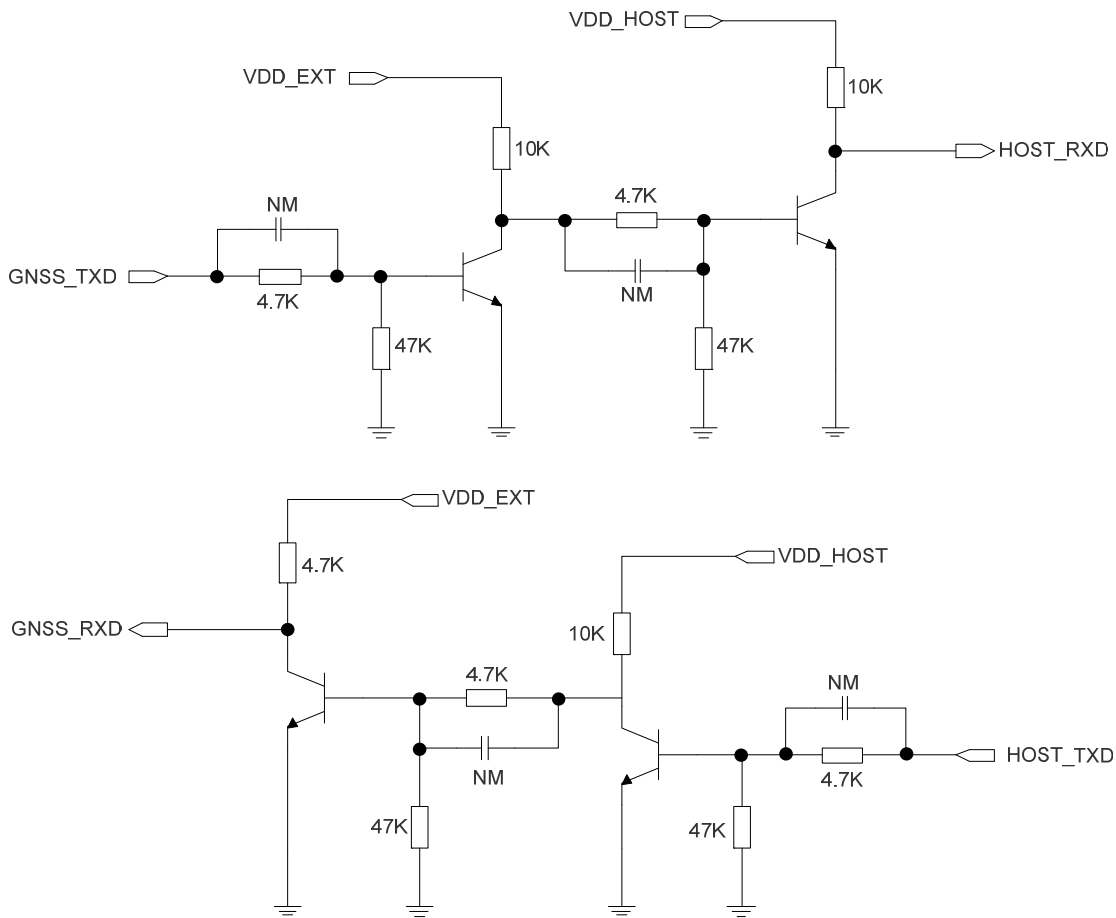 VDD_HOST
VDD_EXT
10K
10K
HOST_RXD
NM
4.7K
GNSS_TXD
4.7K
NM
47K
47K
VDD_EXT
4.7K
VDD_HOST
GNSS_RXD
10K
4.7K
NM
NM
HOST_TXD
4.7K
47K
47K